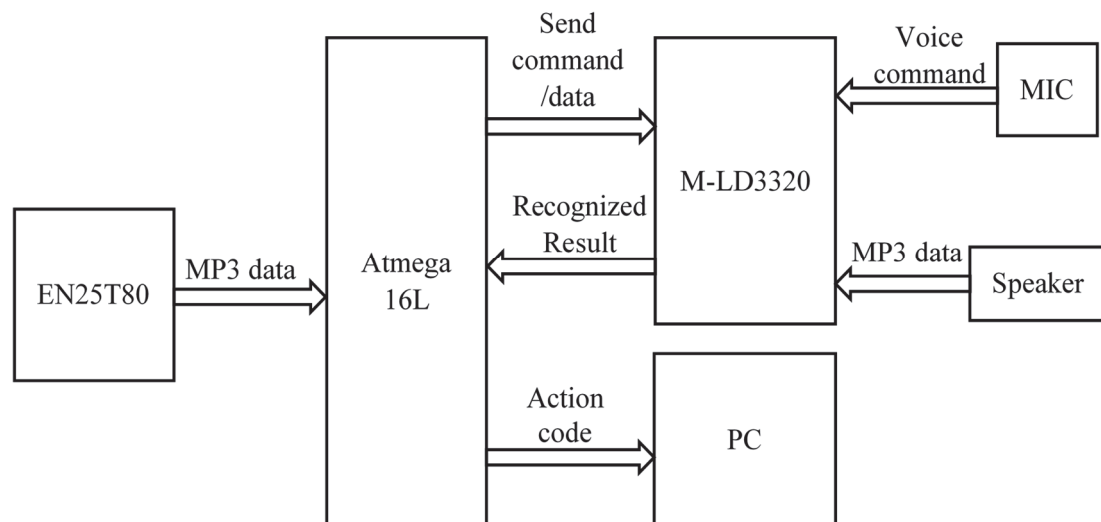 EN25T80
MP3 data
Atmega
16L
Send
command
/data
Recognized
Result
Action
code
M-LD3320
PC
Voice
command
MIC
MP3 data
Speaker